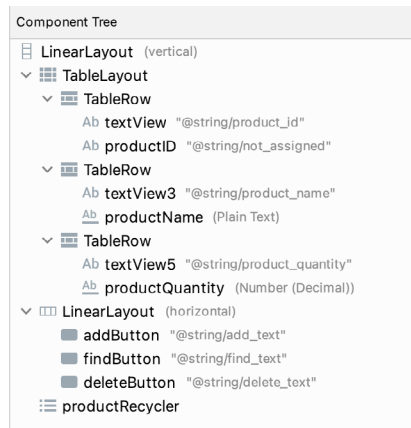 Component Tree
LinearLayout (vertical)
TableLayout
TableRow
Ab textView "@string/product_id"
Ab productID "@string/not_assigned"
TableRow
Ab textView3 "@string/product_name"
Ab productName (Plain Text)
TableRow
Ab textView5 "@string/product_quantity"
Ab productQuantity (Number (Decimal))
LinearLayout (horizontal)
addButton "@string/add_text"
findButton "@string/find_text"
deleteButton "@string/delete_text"
productRecycler